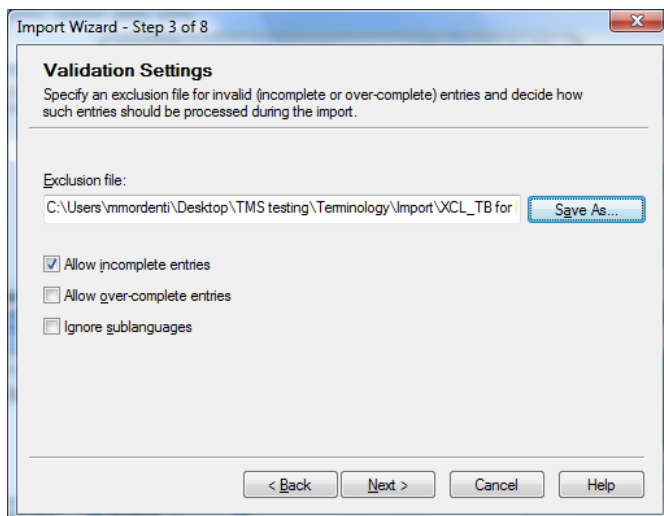 Import Wizard - Step 3 of 8
Validation Settings
Specify an exclusion file for invalid (incomplete or over-complete) entries and decide how
such entries should be processed during the import.
Exclusion file:
C:\Users\mmordenti\Desktop\TMS testing\Terminology\Import\XCL_TB for
Save As...
Allow incomplete entries
Allow over-complete entries
Ignore sublanguages
< Back Next > Cancel Help